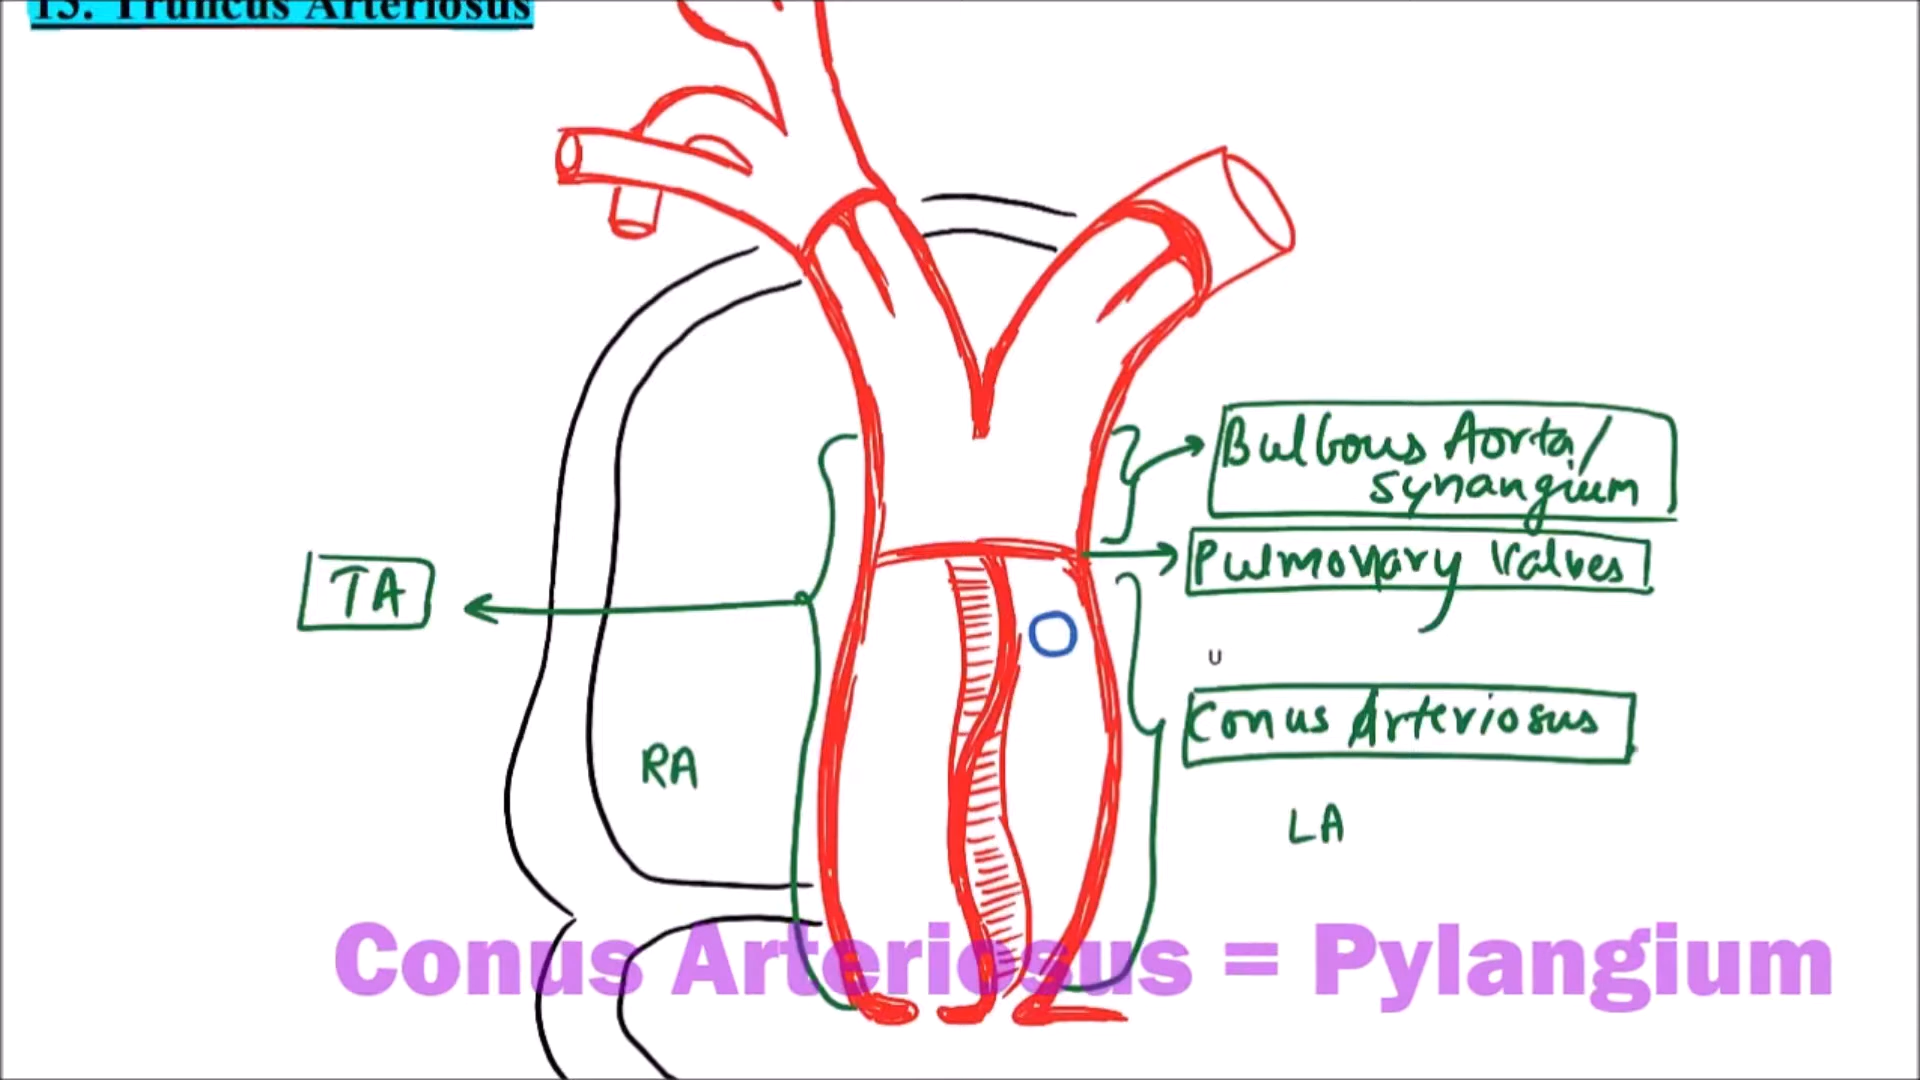 13. Truncus Arteriosus
Bulbous Aorta/
synangium
Pulmonary Valves
TA
U
Conus Arteriosus
RA
LA
Conus Arteriosus = Pylangium